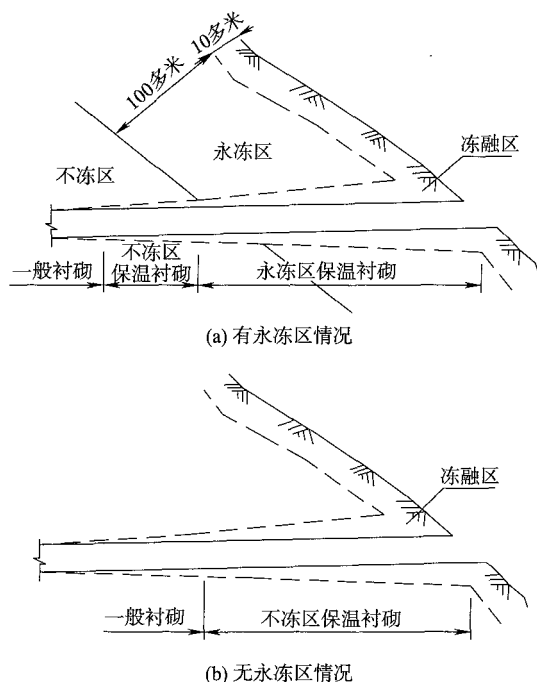 10多米
100多米
永冻区
冻融区
不冻区
不冻区
一般衬砌
保温衬砌
永冻区保温衬砌
(a) 有永冻区情况
冻融区
一般衬砌
不冻区保温衬砌
(b) 无永冻区情况